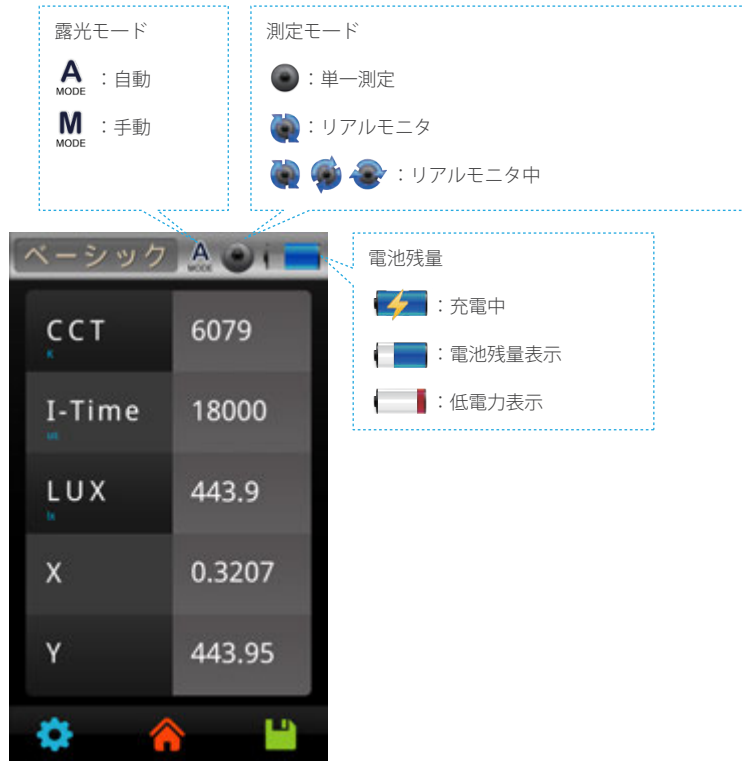 露光モード
A MODE：自動
M MODE：手動
測定モード
：単一測定
：リアルモニタ
：リアルモニタ中
ベーシック A MODE
電池残量
：充電中
：電池残量表示
：低電力表示
CCT 6079
K
I-Time 18000
us
LUX 443.9
lx
X 0.3207
Y 443.95